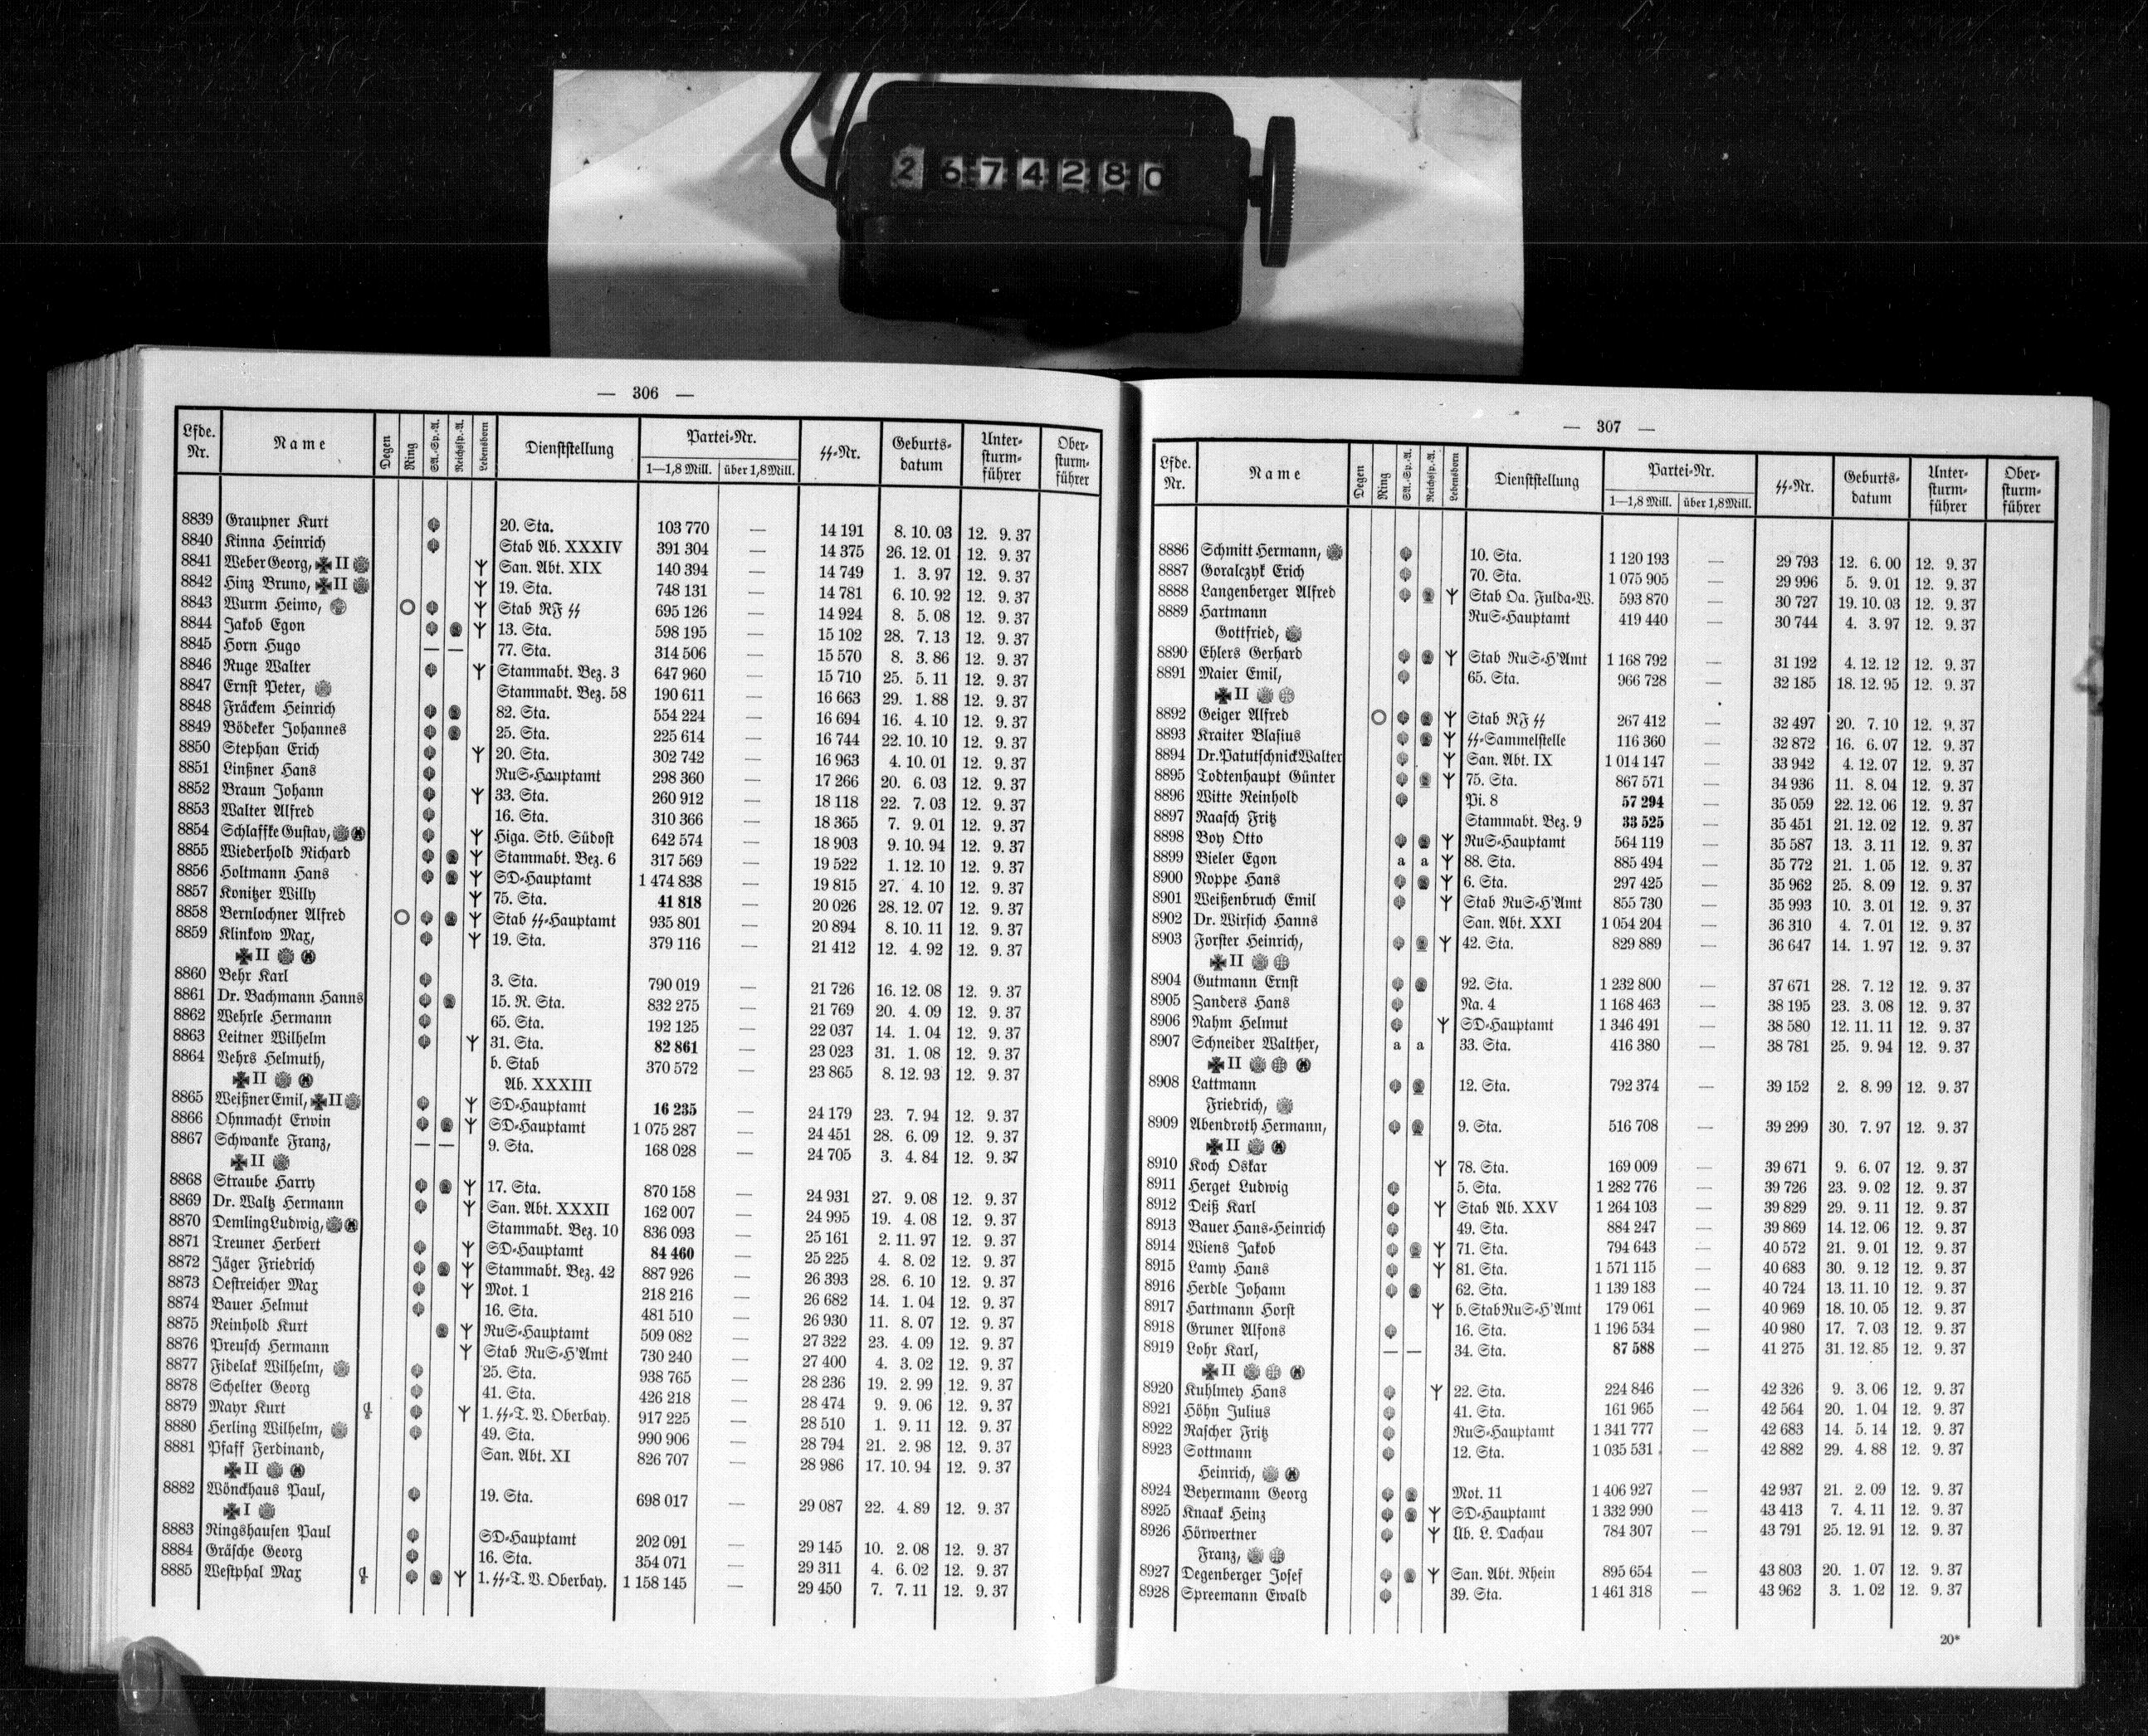 2674280
— 306 —
Lfde. Nr. Name Degen Ring SA.-Sp.-A. Reichssp.-A. Lebensborn Dienststellung Partei-Nr. 1—1,8 Mill. über 1,8 Mill. ᛋᛋ-Nr. Geburts-datum Unter-sturm-führer Ober-sturm-führer
8839 Graupner Kurt 20. Sta. 103 770 — 14 191 8. 10. 03 12. 9. 37
8840 Kinna Heinrich Stab Ab. XXXIV 391 304 — 14 375 26. 12. 01 12. 9. 37
8841 Weber Georg, ✠II San. Abt. XIX 140 394 — 14 749 1. 3. 97 12. 9. 37
8842 Hinz Bruno, ✠II ᛉ 19. Sta. 748 131 — 14 781 6. 10. 92 12. 9. 37
8843 Wurm Heimo, O ᛉ Stab RF ᛋᛋ 695 126 — 14 924 8. 5. 08 12. 9. 37
8844 Jakob Egon ᛉ 13. Sta. 598 195 — 15 102 28. 7. 13 12. 9. 37
8845 Horn Hugo — — 77. Sta. 314 506 — 15 570 8. 3. 86 12. 9. 37
8846 Ruge Walter ᛉ Stammabt. Bez. 3 647 960 — 15 710 25. 5. 11 12. 9. 37
8847 Ernst Peter, Stammabt. Bez. 58 190 611 — 16 663 29. 1. 88 12. 9. 37
8848 Fräckem Heinrich 82. Sta. 554 224 — 16 694 16. 4. 10 12. 9. 37
8849 Bödeker Johannes 25. Sta. 225 614 — 16 744 22. 10. 10 12. 9. 37
8850 Stephan Erich ᛉ 20. Sta. 302 742 — 16 963 4. 10. 01 12. 9. 37
8851 Linßner Hans RuS-Hauptamt 298 360 — 17 266 20. 6. 03 12. 9. 37
8852 Braun Johann ᛉ 33. Sta. 260 912 — 18 118 22. 7. 03 12. 9. 37
8853 Walter Alfred 16. Sta. 310 366 — 18 365 7. 9. 01 12. 9. 37
8854 Schlaffke Gustav, ᛉ Higa. Stb. Südost 642 574 — 18 903 9. 10. 94 12. 9. 37
8855 Wiederhold Richard ᛉ Stammabt. Bez. 6 317 569 — 19 522 1. 12. 10 12. 9. 37
8856 Holtmann Hans ᛉ SD-Hauptamt 1 474 838 — 19 815 27. 4. 10 12. 9. 37
8857 Konitzer Willy ᛉ 75. Sta. 41 818 — 20 026 28. 12. 07 12. 9. 37
8858 Bernlochner Alfred O ᛉ Stab ᛋᛋ-Hauptamt 935 801 — 20 894 8. 10. 11 12. 9. 37
8859 Klinkow Max, ᛉ 19. Sta. 379 116 — 21 412 12. 4. 92 12. 9. 37
✠II
8860 Behr Karl 3. Sta. 790 019 — 21 726 16. 12. 08 12. 9. 37
8861 Dr. Bachmann Hanns 15. R. Sta. 832 275 — 21 769 20. 4. 09 12. 9. 37
8862 Wehrle Hermann 65. Sta. 192 125 — 22 037 14. 1. 04 12. 9. 37
8863 Leitner Wilhelm ᛉ 31. Sta. 82 861 — 23 023 31. 1. 08 12. 9. 37
8864 Vehrs Helmuth, b. Stab 370 572 — 23 865 8. 12. 93 12. 9. 37
✠II Ab. XXXIII
8865 Weißner Emil, ✠II ᛉ SD-Hauptamt 16 235 — 24 179 23. 7. 94 12. 9. 37
8866 Ohnmacht Erwin ᛉ SD-Hauptamt 1 075 287 — 24 451 28. 6. 09 12. 9. 37
8867 Schwanke Franz, — — 9. Sta. 168 028 — 24 705 3. 4. 84 12. 9. 37
✠II
8868 Straube Harry ᛉ 17. Sta. 870 158 — 24 931 27. 9. 08 12. 9. 37
8869 Dr. Waltz Hermann ᛉ San. Abt. XXXII 162 007 — 24 995 19. 4. 08 12. 9. 37
8870 Demling Ludwig, Stammabt. Bez. 10 836 093 — 25 161 2. 11. 97 12. 9. 37
8871 Treuner Herbert ᛉ SD-Hauptamt 84 460 — 25 225 4. 8. 02 12. 9. 37
8872 Jäger Friedrich ᛉ Stammabt. Bez. 42 887 926 — 26 393 28. 6. 10 12. 9. 37
8873 Oestreicher Max ᛉ Mot. 1 218 216 — 26 682 14. 1. 04 12. 9. 37
8874 Bauer Helmut 16. Sta. 481 510 — 26 930 11. 8. 07 12. 9. 37
8875 Reinhold Kurt ᛉ RuS-Hauptamt 509 082 — 27 322 23. 4. 09 12. 9. 37
8876 Preusch Hermann ᛉ Stab RuS-H'Amt 730 240 — 27 400 4. 3. 02 12. 9. 37
8877 Fidelak Wilhelm, 25. Sta. 938 765 — 28 236 19. 2. 99 12. 9. 37
8878 Schelter Georg 41. Sta. 426 218 — 28 474 9. 9. 06 12. 9. 37
8879 Mayr Kurt ᛉ 1. ᛋᛋ-T. V. Oberbay. 917 225 — 28 510 1. 9. 11 12. 9. 37
8880 Herling Wilhelm, 49. Sta. 990 906 — 28 794 21. 2. 98 12. 9. 37
8881 Pfaff Ferdinand, San. Abt. XI 826 707 — 28 986 17. 10. 94 12. 9. 37
✠II
8882 Wönckhaus Paul, 19. Sta. 698 017 — 29 087 22. 4. 89 12. 9. 37
✠I
8883 Ringshausen Paul SD-Hauptamt 202 091 — 29 145 10. 2. 08 12. 9. 37
8884 Gräsche Georg 16. Sta. 354 071 — 29 311 4. 6. 02 12. 9. 37
8885 Westphal Max ᛉ 1. ᛋᛋ-T. V. Oberbay. 1 158 145 — 29 450 7. 7. 11 12. 9. 37
— 307 —
Lfde. Nr. Name Degen Ring SA.-Sp.-A. Reichssp.-A. Lebensborn Dienststellung Partei-Nr. 1—1,8 Mill. über 1,8 Mill. ᛋᛋ-Nr. Geburts-datum Unter-sturm-führer Ober-sturm-führer
8886 Schmitt Hermann, 10. Sta. 1 120 193 — 29 793 12. 6. 00 12. 9. 37
8887 Goralczyk Erich 70. Sta. 1 075 905 — 29 996 5. 9. 01 12. 9. 37
8888 Langenberger Alfred ᛉ Stab Oa. Fulda-W. 593 870 — 30 727 19. 10. 03 12. 9. 37
8889 Hartmann RuS-Hauptamt 419 440 — 30 744 4. 3. 97 12. 9. 37
Gottfried,
8890 Ehlers Gerhard ᛉ Stab RuS-H'Amt 1 168 792 — 31 192 4. 12. 12 12. 9. 37
8891 Maier Emil, 65. Sta. 966 728 — 32 185 18. 12. 95 12. 9. 37
✠II
8892 Geiger Alfred O ᛉ Stab RF ᛋᛋ 267 412 — 32 497 20. 7. 10 12. 9. 37
8893 Kraiter Blasius ᛉ ᛋᛋ-Sammelstelle 116 360 — 32 872 16. 6. 07 12. 9. 37
8894 Dr. Patutschnick Walter ᛉ San. Abt. IX 1 014 147 — 33 942 4. 12. 07 12. 9. 37
8895 Todtenhaupt Günter ᛉ 75. Sta. 867 571 — 34 936 11. 8. 04 12. 9. 37
8896 Witte Reinhold Pi. 8 57 294 — 35 059 22. 12. 06 12. 9. 37
8897 Raasch Fritz Stammabt. Bez. 9 33 525 — 35 451 21. 12. 02 12. 9. 37
8898 Boy Otto ᛉ RuS-Hauptamt 564 119 — 35 587 13. 3. 11 12. 9. 37
8899 Bieler Egon a a ᛉ 88. Sta. 885 494 — 35 772 21. 1. 05 12. 9. 37
8900 Noppe Hans ᛉ 6. Sta. 297 425 — 35 962 25. 8. 09 12. 9. 37
8901 Weißenbruch Emil ᛉ Stab RuS-H'Amt 855 730 — 35 993 10. 3. 01 12. 9. 37
8902 Dr. Wirsich Hanns San. Abt. XXI 1 054 204 — 36 310 4. 7. 01 12. 9. 37
8903 Forster Heinrich, ᛉ 42. Sta. 829 889 — 36 647 14. 1. 97 12. 9. 37
✠II
8904 Gutmann Ernst 92. Sta. 1 232 800 — 37 671 28. 7. 12 12. 9. 37
8905 Zanders Hans Na. 4 1 168 463 — 38 195 23. 3. 08 12. 9. 37
8906 Rahm Helmut ᛉ SD-Hauptamt 1 346 491 — 38 580 12. 11. 11 12. 9. 37
8907 Schneider Walther, a a 33. Sta. 416 380 — 38 781 25. 9. 94 12. 9. 37
✠II
8908 Lattmann 12. Sta. 792 374 — 39 152 2. 8. 99 12. 9. 37
Friedrich,
8909 Abendroth Hermann, 9. Sta. 516 708 — 39 299 30. 7. 97 12. 9. 37
✠II
8910 Koch Oskar ᛉ 78. Sta. 169 009 — 39 671 9. 6. 07 12. 9. 37
8911 Herget Ludwig 5. Sta. 1 282 776 — 39 726 23. 9. 02 12. 9. 37
8912 Deiß Karl ᛉ Stab Ab. XXV 1 264 103 — 39 829 29. 9. 11 12. 9. 37
8913 Bauer Hans-Heinrich 49. Sta. 884 247 — 39 869 14. 12. 06 12. 9. 37
8914 Wiens Jakob ᛉ 71. Sta. 794 643 — 40 572 21. 9. 01 12. 9. 37
8915 Lamy Hans ᛉ 81. Sta. 1 571 115 — 40 683 30. 9. 12 12. 9. 37
8916 Herdle Johann 62. Sta. 1 139 183 — 40 724 13. 11. 10 12. 9. 37
8917 Hartmann Horst ᛉ b. Stab RuS-H'Amt 179 061 — 40 969 18. 10. 05 12. 9. 37
8918 Gruner Alfons 16. Sta. 1 196 534 — 40 980 17. 7. 03 12. 9. 37
8919 Lohr Karl, — — 34. Sta. 87 588 — 41 275 31. 12. 85 12. 9. 37
✠II
8920 Kuhlmey Hans ᛉ 22. Sta. 224 846 — 42 326 9. 3. 06 12. 9. 37
8921 Höhn Julius 41. Sta. 161 965 — 42 564 20. 1. 04 12. 9. 37
8922 Rascher Fritz RuS-Hauptamt 1 341 777 — 42 683 14. 5. 14 12. 9. 37
8923 Sottmann 12. Sta. 1 035 531 — 42 882 29. 4. 88 12. 9. 37
Heinrich,
8924 Beyermann Georg Mot. 11 1 406 927 — 42 937 21. 2. 09 12. 9. 37
8925 Knaak Heinz ᛉ SD-Hauptamt 1 332 990 — 43 413 7. 4. 11 12. 9. 37
8926 Hörwertner ᛉ Üb. L. Dachau 784 307 — 43 791 25. 12. 91 12. 9. 37
Franz,
8927 Degenberger Josef ᛉ San. Abt. Rhein 895 654 — 43 803 20. 1. 07 12. 9. 37
8928 Spreemann Ewald 39. Sta. 1 461 318 — 43 962 3. 1. 02 12. 9. 37
20*